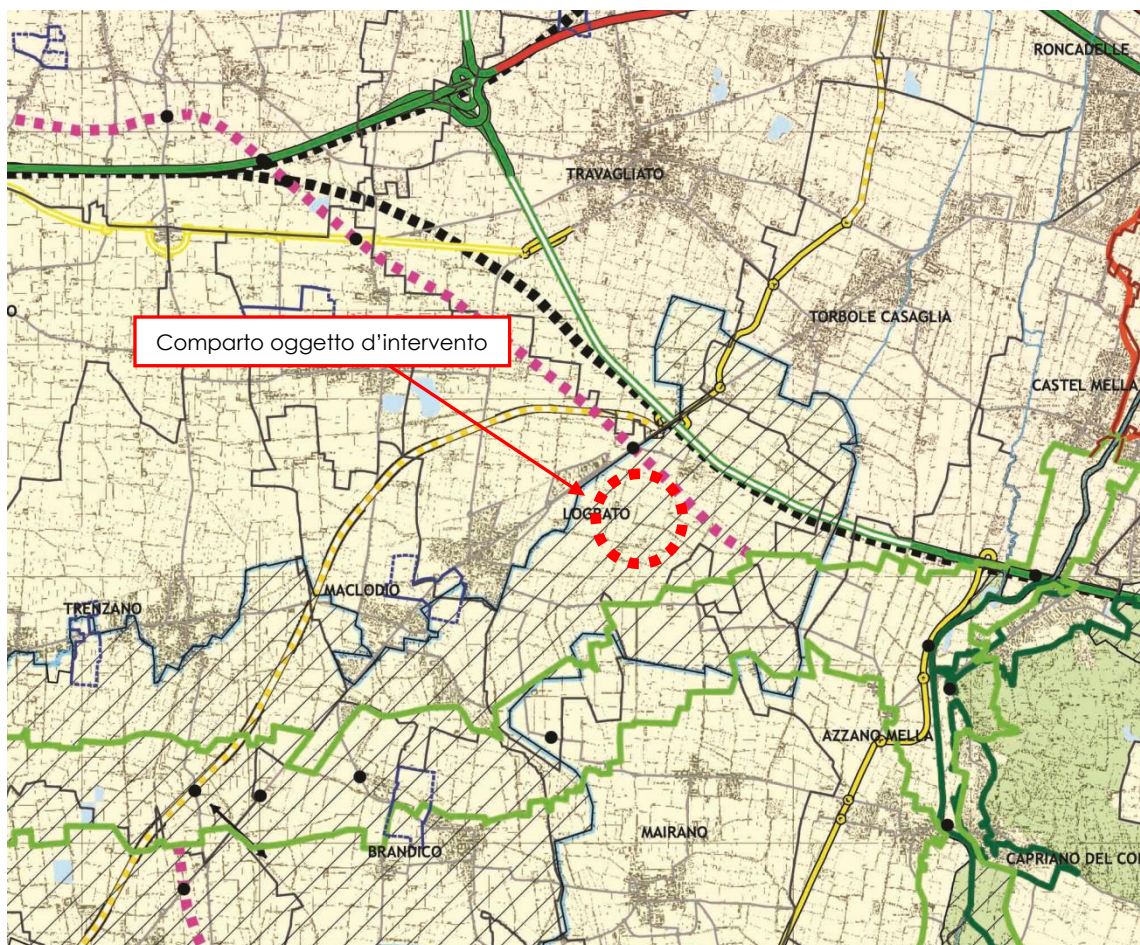 RONCADELLE
TRAVAGLIATO
O
TORBOLE CASAGLIA
Comparto oggetto d'intervento
CASTEL MELLA
LOGRATO
MACLODIO
TRENZANO
AZZANO MELLA
MAIRANO
BRANDICO
CAPRIANO DEL CO